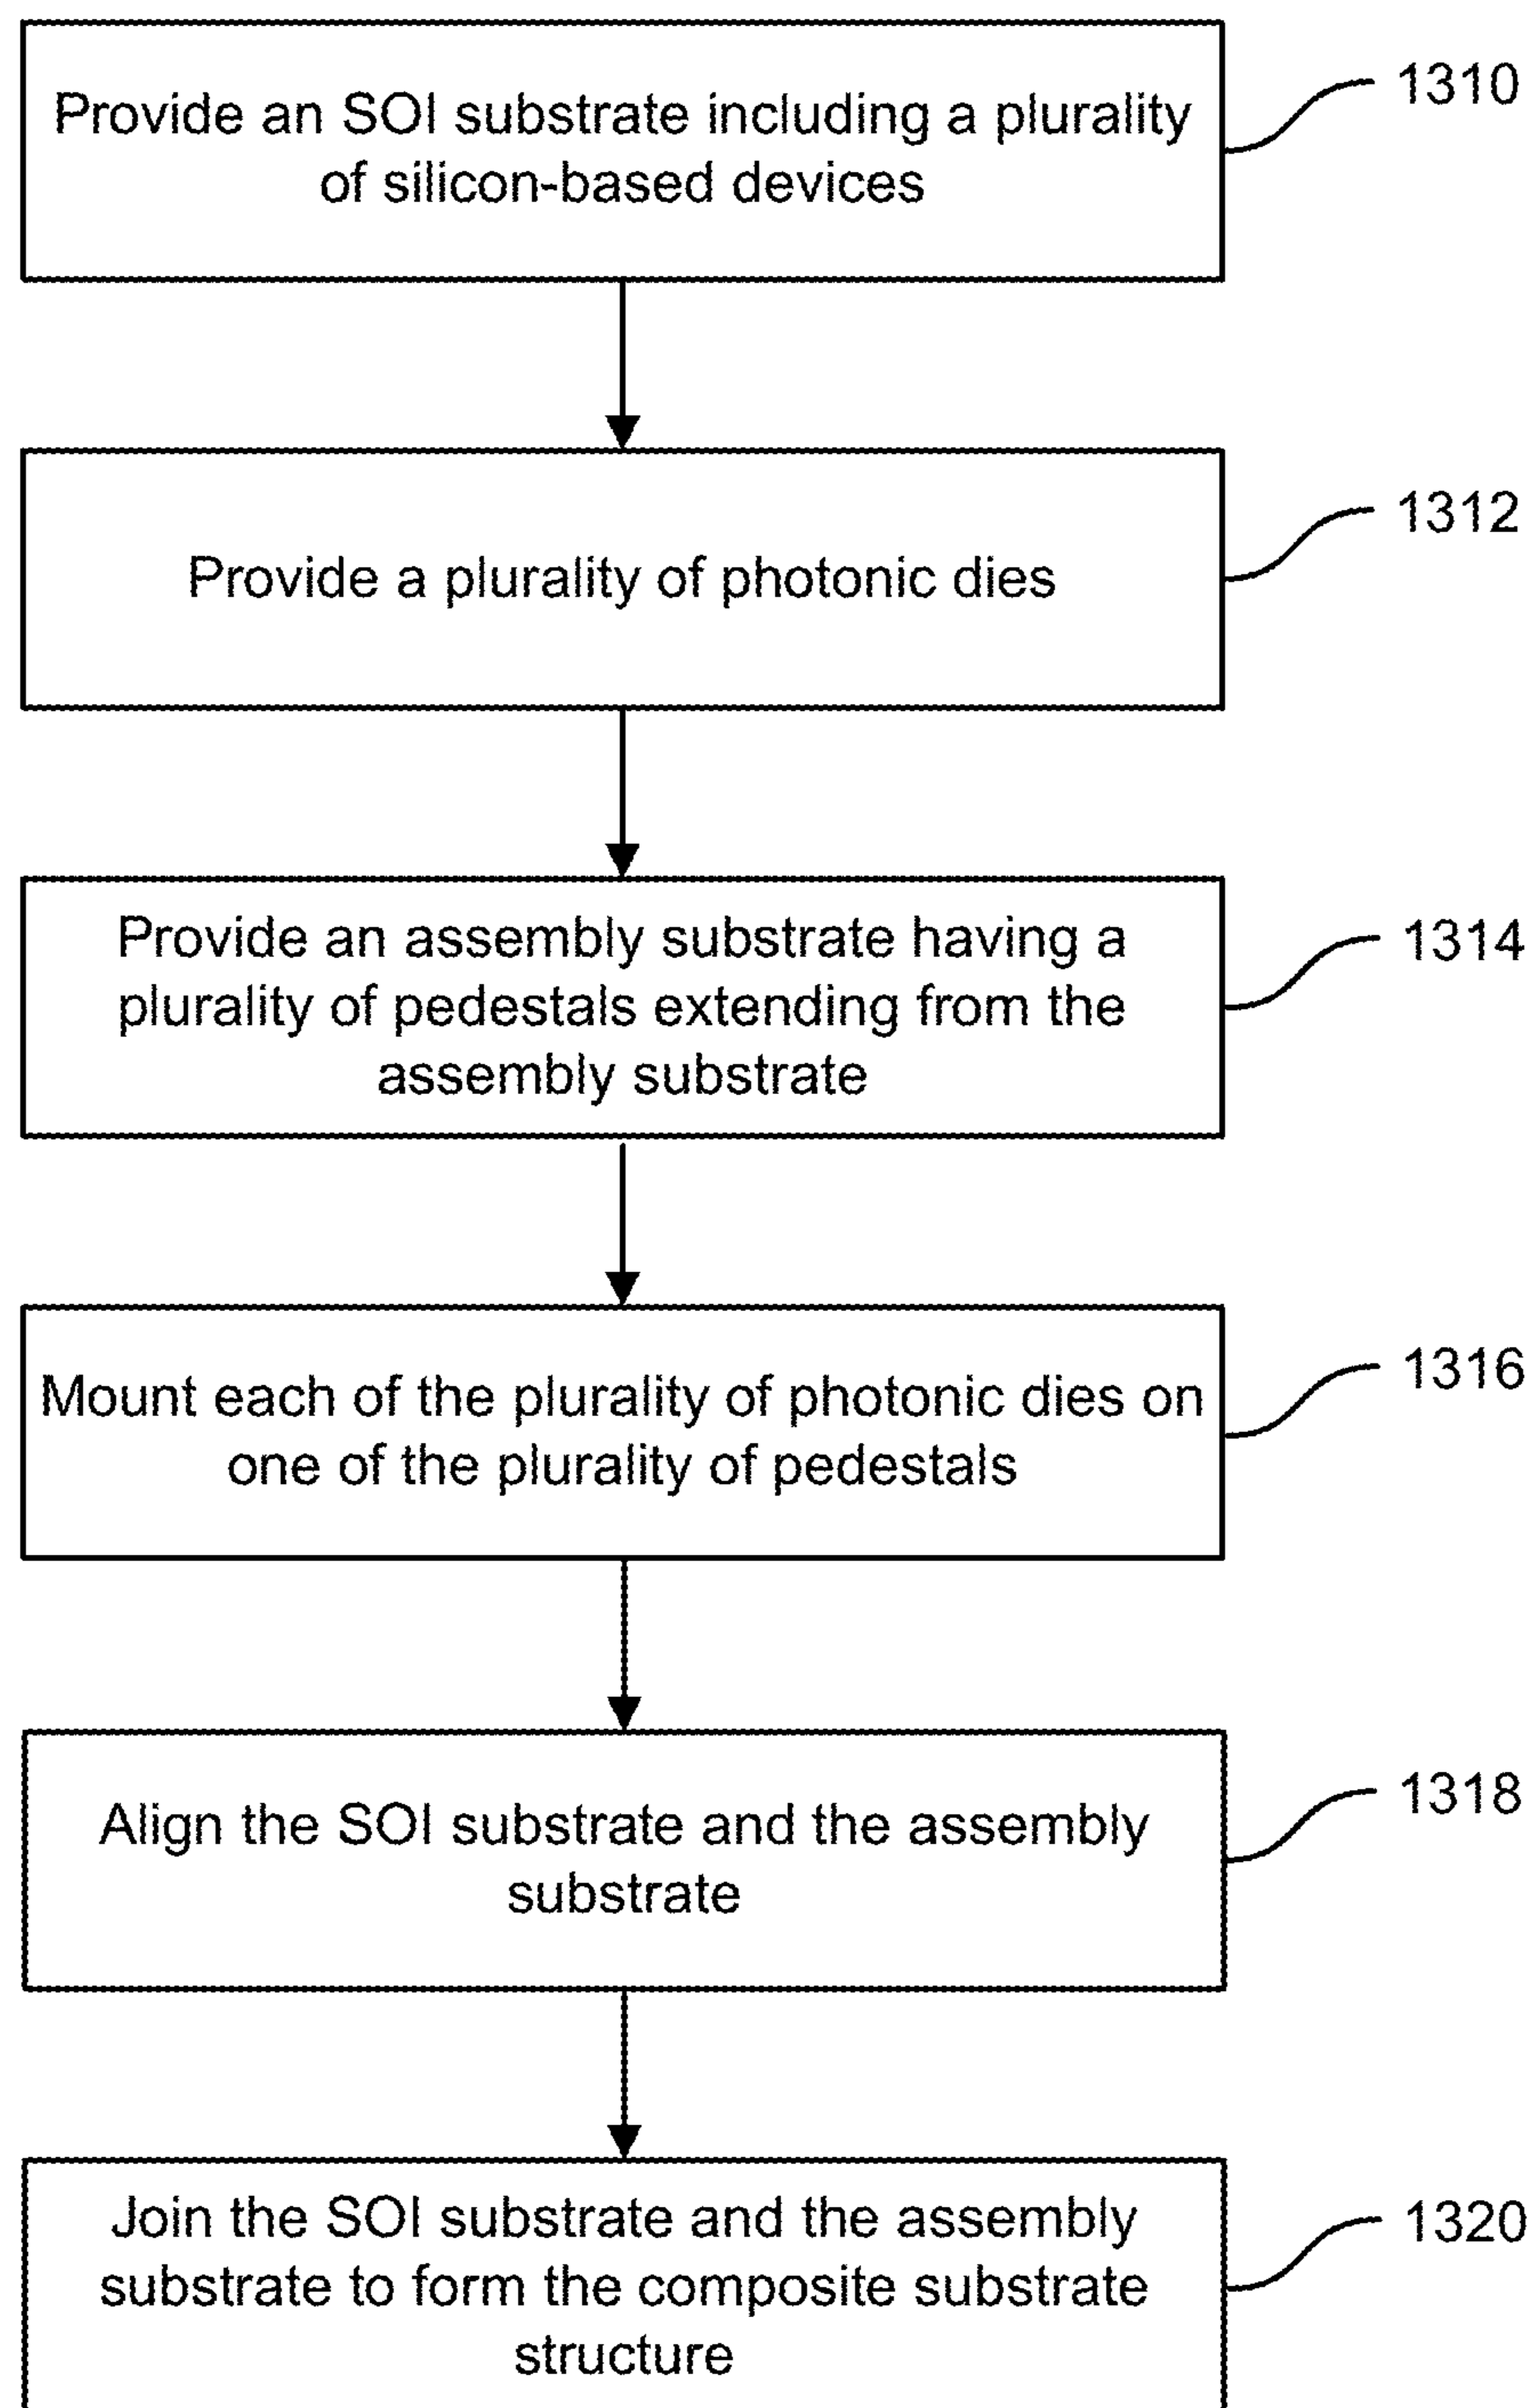 Provide an SOI substrate including a plurality
of silicon-based devices
1310
Provide a plurality of photonic dies
1312
Provide an assembly substrate having a
plurality of pedestals extending from the
assembly substrate
1314
Mount each of the plurality of photonic dies on
one of the plurality of pedestals
1316
Align the SOI substrate and the assembly
substrate
1318
Join the SOI substrate and the assembly
substrate to form the composite substrate
structure
1320